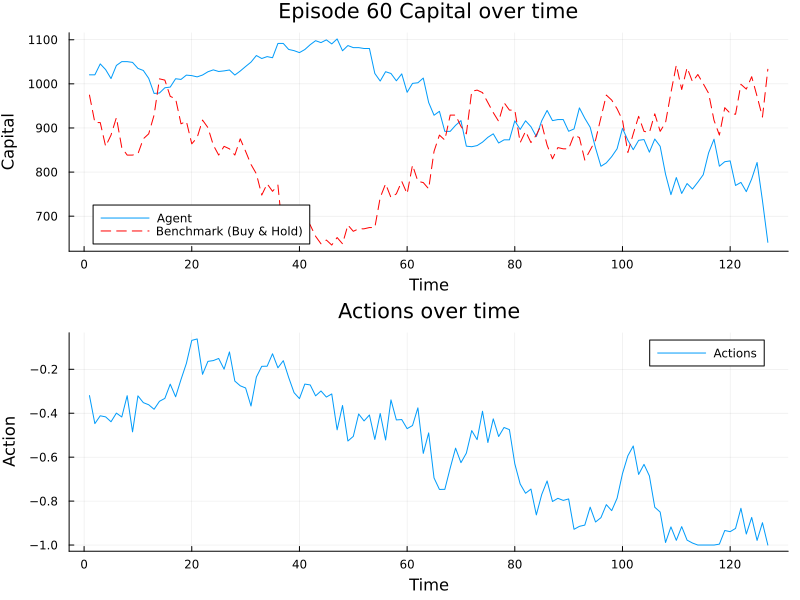 Episode 60 Capital over time
1100
1000
900
800
700
Capital
Agent
Benchmark (Buy & Hold)
0 20 40 60 80 100 120
Time
Actions over time
−0.2
−0.4
−0.6
−0.8
−1.0
Action
Actions
0 20 40 60 80 100 120
Time